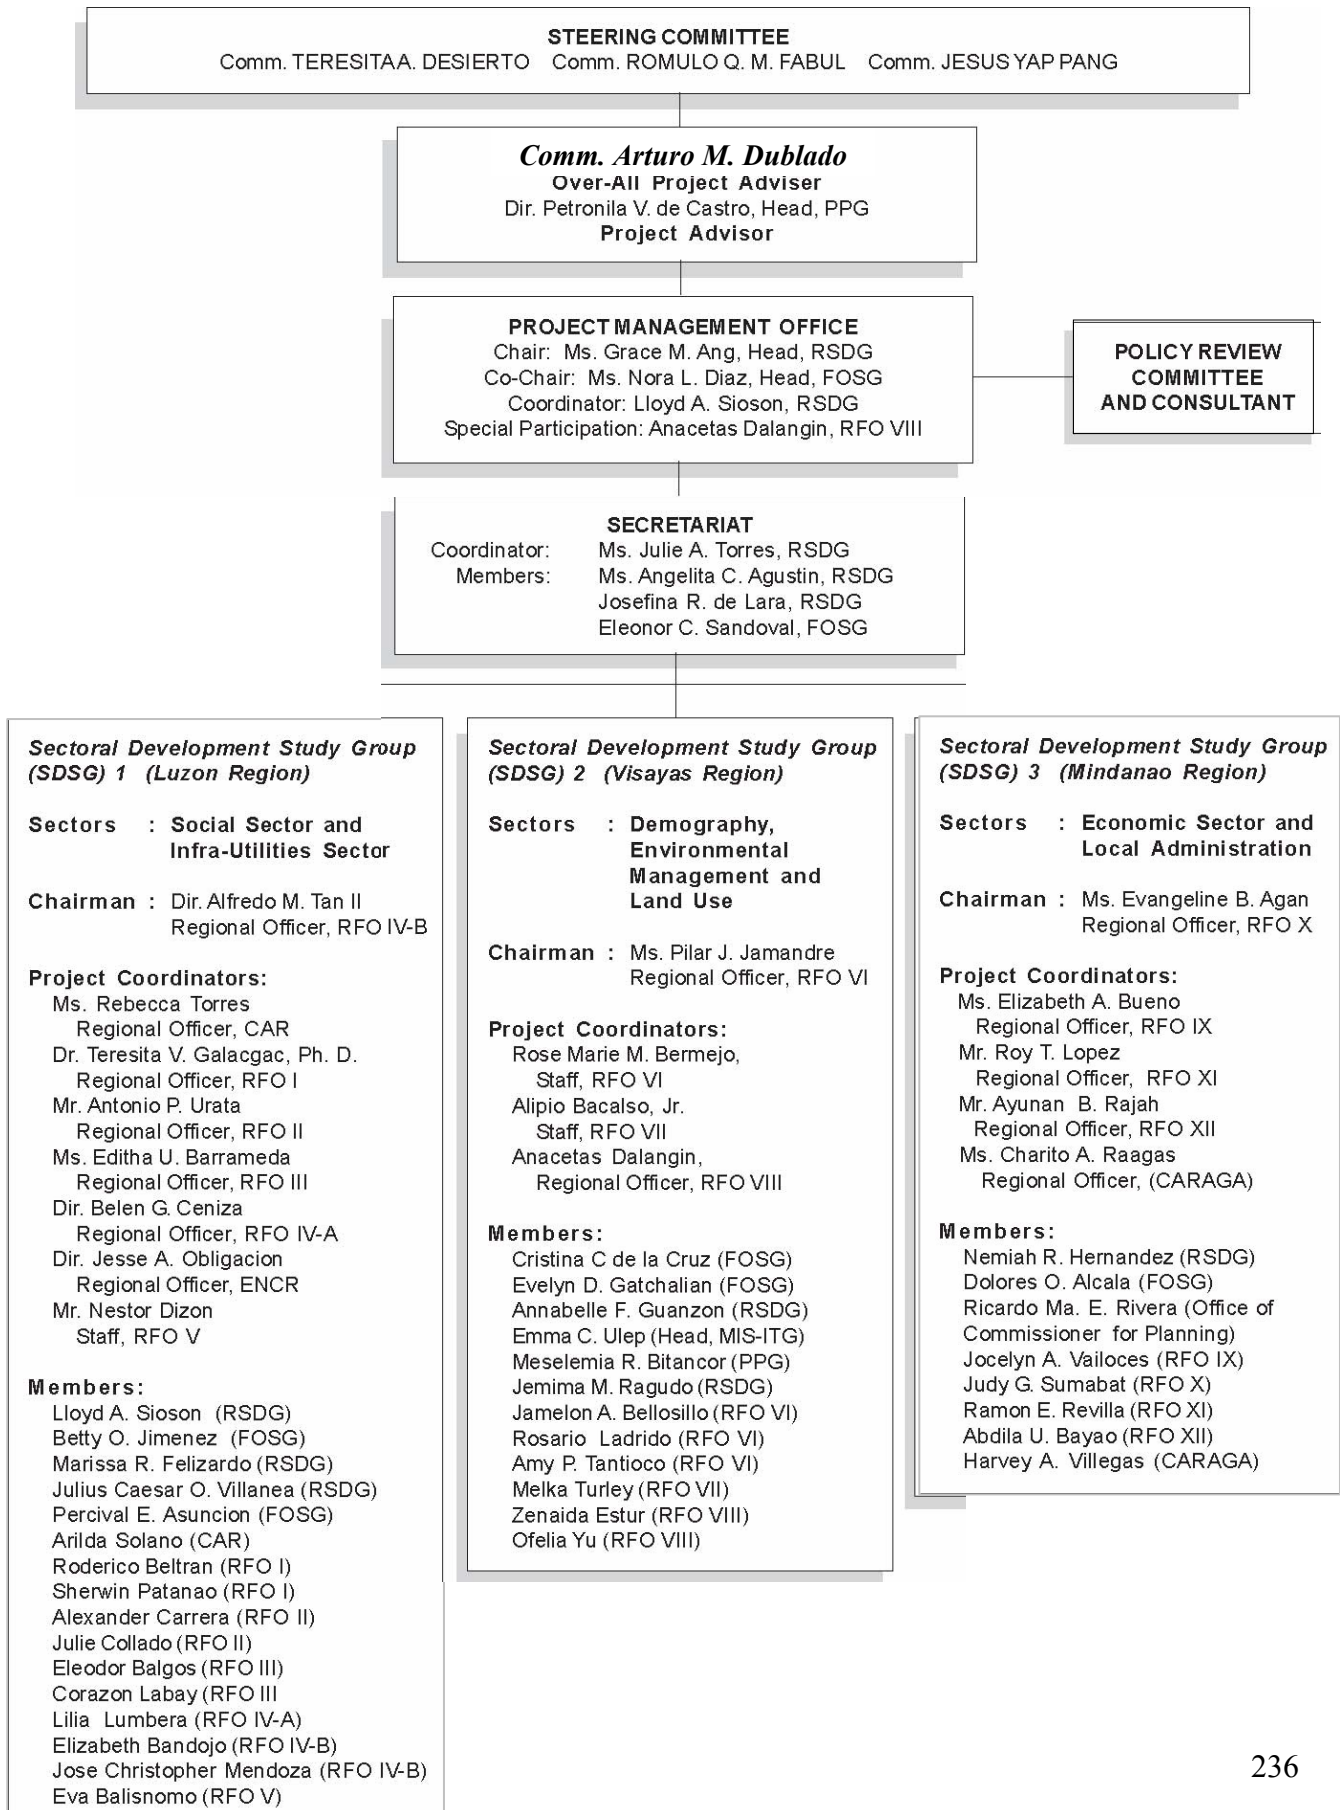 STEERING COMMITTEE
Comm. TERESITA A. DESIERTO Comm. ROMULO Q. M. FABUL Comm. JESUS YAP PANG
Comm. Arturo M. Dublado
Over-All Project Adviser
Dir. Petronila V. de Castro, Head, PPG
Project Advisor
PROJECT MANAGEMENT OFFICE
Chair: Ms. Grace M. Ang, Head, RSDG
Co-Chair: Ms. Nora L. Diaz, Head, FOSG
Coordinator: Lloyd A. Sioson, RSDG
Special Participation: Anacetas Dalangin, RFO VIII
POLICY REVIEW
COMMITTEE
AND CONSULTANT
SECRETARIAT
Coordinator: Ms. Julie A. Torres, RSDG
Members: Ms. Angelita C. Agustin, RSDG
Josefina R. de Lara, RSDG
Eleonor C. Sandoval, FOSG
Sectoral Development Study Group
(SDSG) 1 (Luzon Region)
Sectors : Social Sector and
Infra-Utilities Sector
Chairman : Dir. Alfredo M. Tan II
Regional Officer, RFO IV-B
Project Coordinators:
Ms. Rebecca Torres
Regional Officer, CAR
Dr. Teresita V. Galacgac, Ph. D.
Regional Officer, RFO I
Mr. Antonio P. Urata
Regional Officer, RFO II
Ms. Editha U. Barrameda
Regional Officer, RFO III
Dir. Belen G. Ceniza
Regional Officer, RFO IV-A
Dir. Jesse A. Obligacion
Regional Officer, ENCR
Mr. Nestor Dizon
Staff, RFO V
Members:
Lloyd A. Sioson (RSDG)
Betty O. Jimenez (FOSG)
Marissa R. Felizardo (RSDG)
Julius Caesar O. Villanea (RSDG)
Percival E. Asuncion (FOSG)
Arilda Solano (CAR)
Roderico Beltran (RFO I)
Sherwin Patanao (RFO I)
Alexander Carrera (RFO II)
Julie Collado (RFO II)
Eleodor Balgos (RFO III)
Corazon Labay (RFO III
Lilia Lumbera (RFO IV-A)
Elizabeth Bandojo (RFO IV-B)
Jose Christopher Mendoza (RFO IV-B)
Eva Balisnomo (RFO V)
Sectoral Development Study Group
(SDSG) 2 (Visayas Region)
Sectors : Demography,
Environmental
Management and
Land Use
Chairman : Ms. Pilar J. Jamandre
Regional Officer, RFO VI
Project Coordinators:
Rose Marie M. Bermejo,
Staff, RFO VI
Alipio Bacalso, Jr.
Staff, RFO VII
Anacetas Dalangin,
Regional Officer, RFO VIII
Members:
Cristina C de la Cruz (FOSG)
Evelyn D. Gatchalian (FOSG)
Annabelle F. Guanzon (RSDG)
Emma C. Ulep (Head, MIS-ITG)
Meselemia R. Bitancor (PPG)
Jemima M. Ragudo (RSDG)
Jamelon A. Bellosillo (RFO VI)
Rosario Ladrido (RFO VI)
Amy P. Tantioco (RFO VI)
Melka Turley (RFO VII)
Zenaida Estur (RFO VIII)
Ofelia Yu (RFO VIII)
Sectoral Development Study Group
(SDSG) 3 (Mindanao Region)
Sectors : Economic Sector and
Local Administration
Chairman : Ms. Evangeline B. Agan
Regional Officer, RFO X
Project Coordinators:
Ms. Elizabeth A. Bueno
Regional Officer, RFO IX
Mr. Roy T. Lopez
Regional Officer, RFO XI
Mr. Ayunan B. Rajah
Regional Officer, RFO XII
Ms. Charito A. Raagas
Regional Officer, (CARAGA)
Members:
Nemiah R. Hernandez (RSDG)
Dolores O. Alcala (FOSG)
Ricardo Ma. E. Rivera (Office of
Commissioner for Planning)
Jocelyn A. Vailoces (RFO IX)
Judy G. Sumabat (RFO X)
Ramon E. Revilla (RFO XI)
Abdila U. Bayao (RFO XII)
Harvey A. Villegas (CARAGA)
236